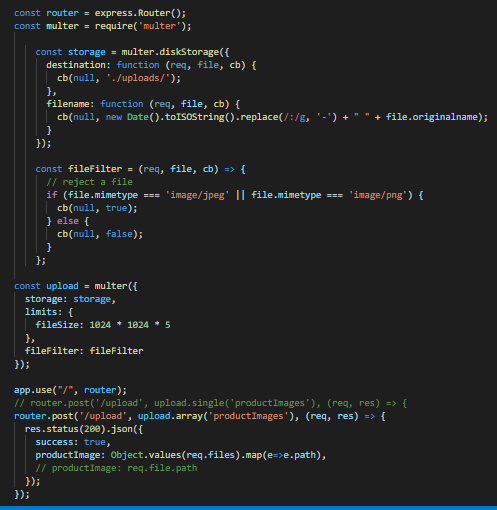 const router = express.Router();
const multer = require('multer');
const storage = multer.diskStorage({
destination: function (req, file, cb) {
cb(null, './uploads/');
},
filename: function (req, file, cb) {
cb(null, new Date().toISOString().replace(/:/g, '-') + " " + file.originalname);
}
});
const fileFilter = (req, file, cb) => {
// reject a file
if (file.mimetype === 'image/jpeg' || file.mimetype === 'image/png') {
cb(null, true);
} else {
cb(null, false);
}
};
const upload = multer({
storage: storage,
limits: {
fileSize: 1024 * 1024 * 5
},
fileFilter: fileFilter
});
app.use("/", router);
// router.post('/upload', upload.single('productImages'), (req, res) => {
router.post('/upload', upload.array('productImages'), (req, res) => {
res.status(200).json({
success: true,
productImage: Object.values(req.files).map(e=>e.path),
// productImage: req.file.path
});
});